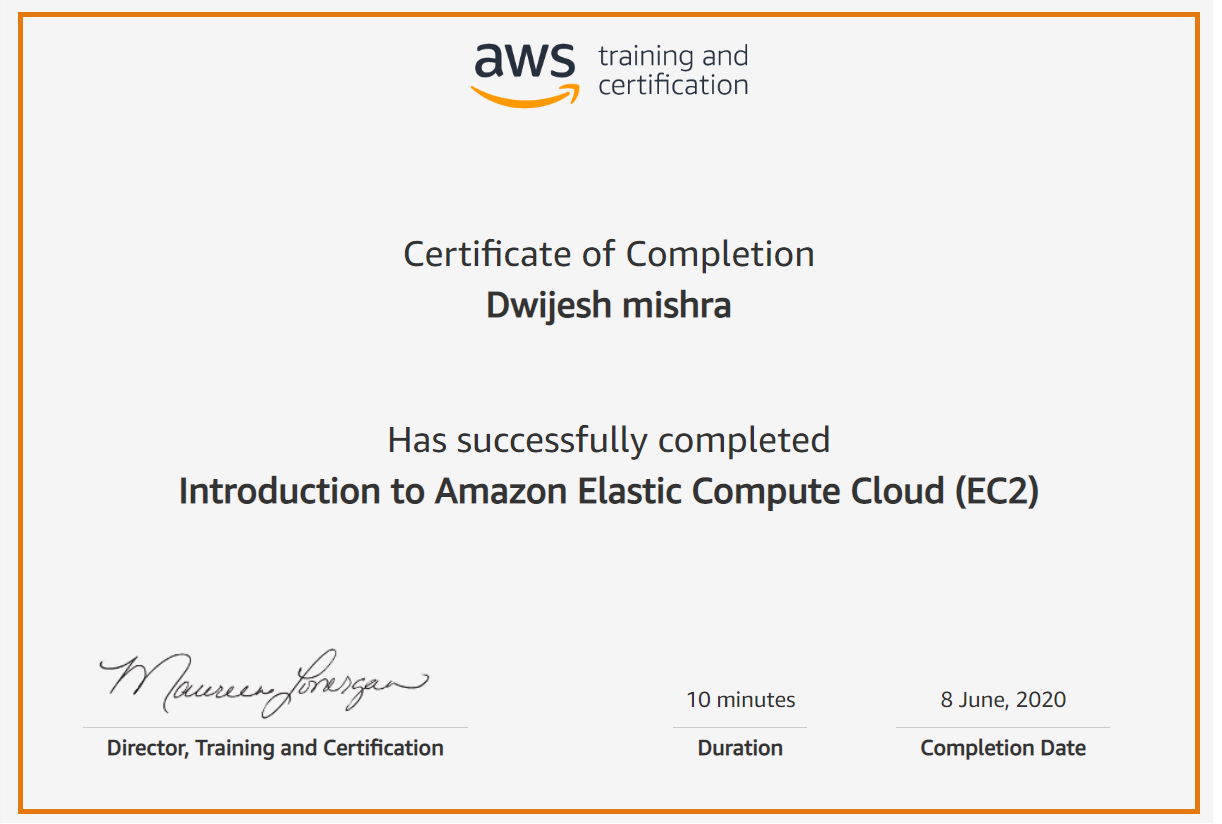 aws training and
certification
Certificate of Completion
Dwijesh mishra
Has successfully completed
Introduction to Amazon Elastic Compute Cloud (EC2)
Maureen Lonergan
10 minutes
8 June, 2020
Director, Training and Certification
Duration
Completion Date